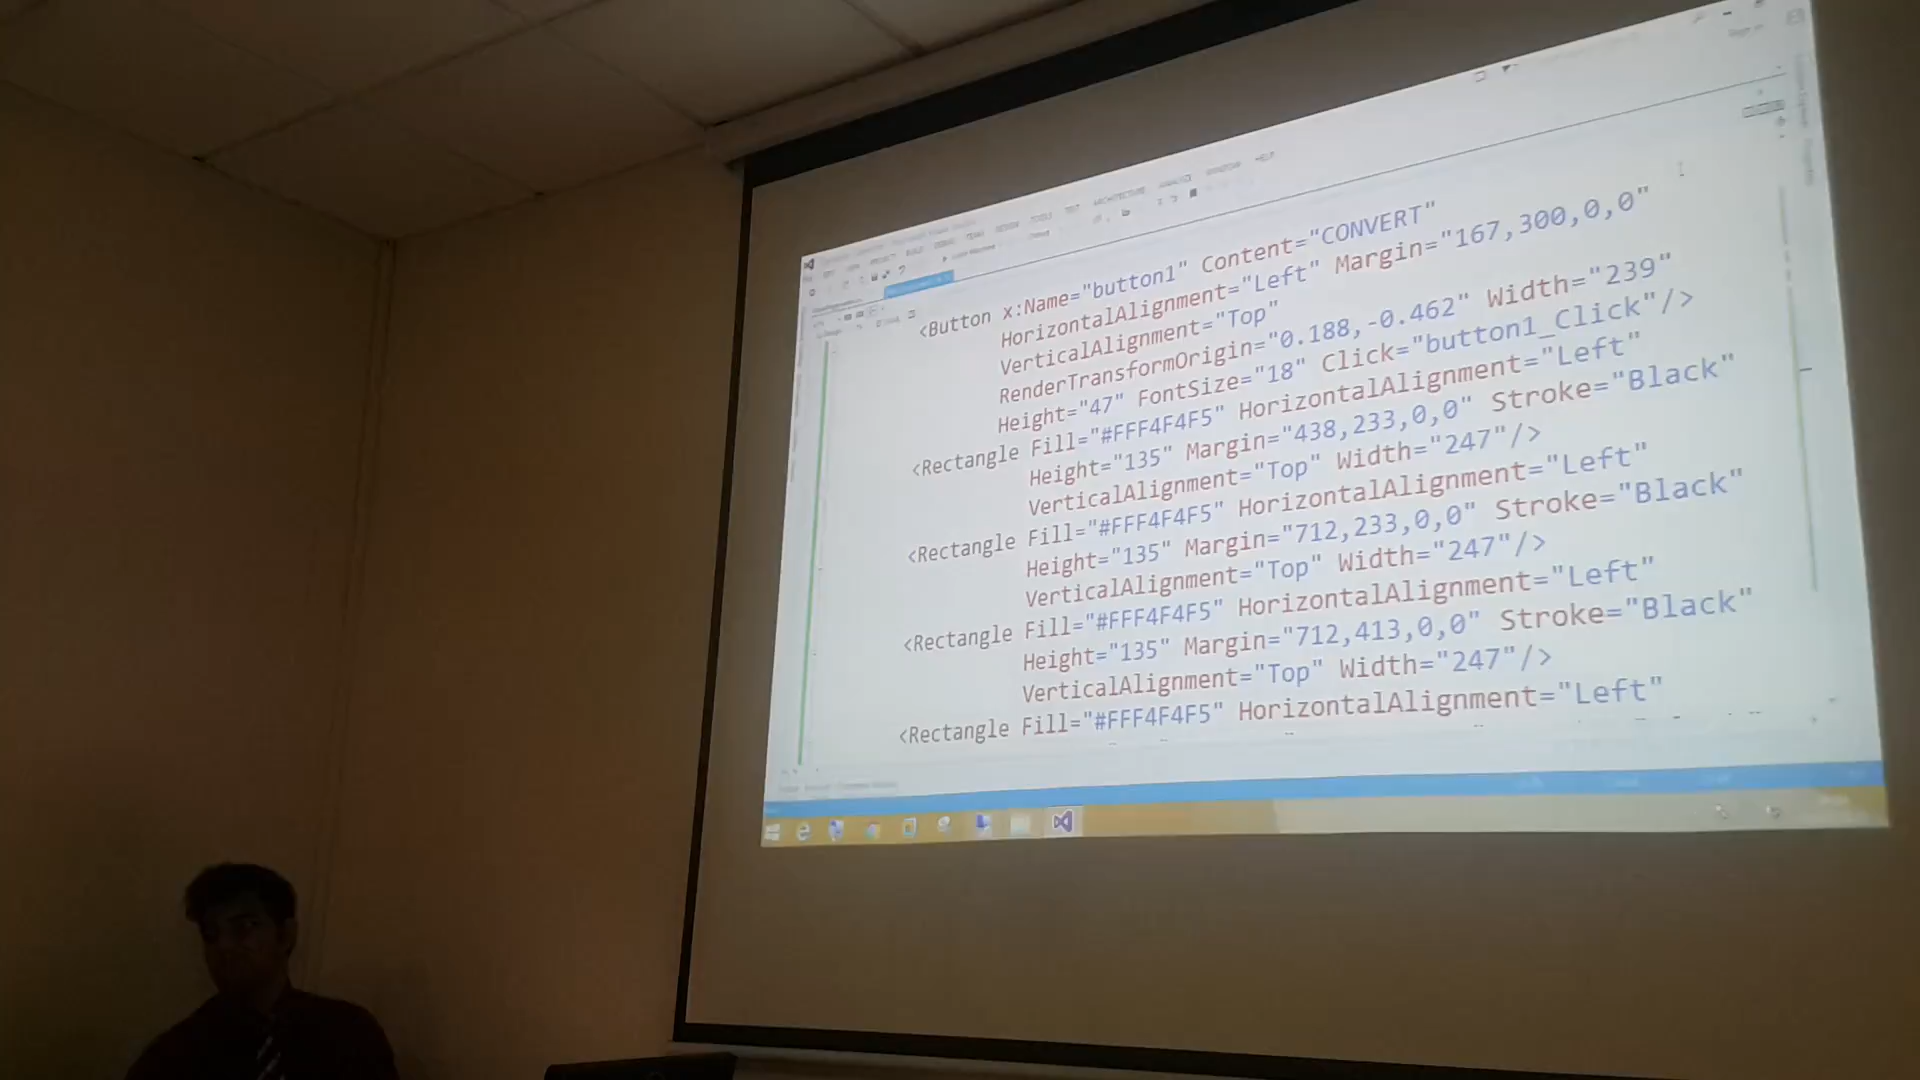 HELP
<Button x:Name="button1" Content="CONVERT"
HorizontalAlignment="Left" Margin="167,300,0,0"
VerticalAlignment="Top"
RenderTransformOrigin="0.188,-0.462" Width="239"
Height="47" FontSize="18" Click="button1_Click"/>
<Rectangle Fill="#FFF4F4F5" HorizontalAlignment="Left"
Height="135" Margin="438,233,0,0" Stroke="Black"
VerticalAlignment="Top" Width="247"/>
<Rectangle Fill="#FFF4F4F5" HorizontalAlignment="Left"
Height="135" Margin="712,233,0,0" Stroke="Black"
VerticalAlignment="Top" Width="247"/>
<Rectangle Fill="#FFF4F4F5" HorizontalAlignment="Left"
Height="135" Margin="712,413,0,0" Stroke="Black"
VerticalAlignment="Top" Width="247"/>
<Rectangle Fill="#FFF4F4F5" HorizontalAlignment="Left"